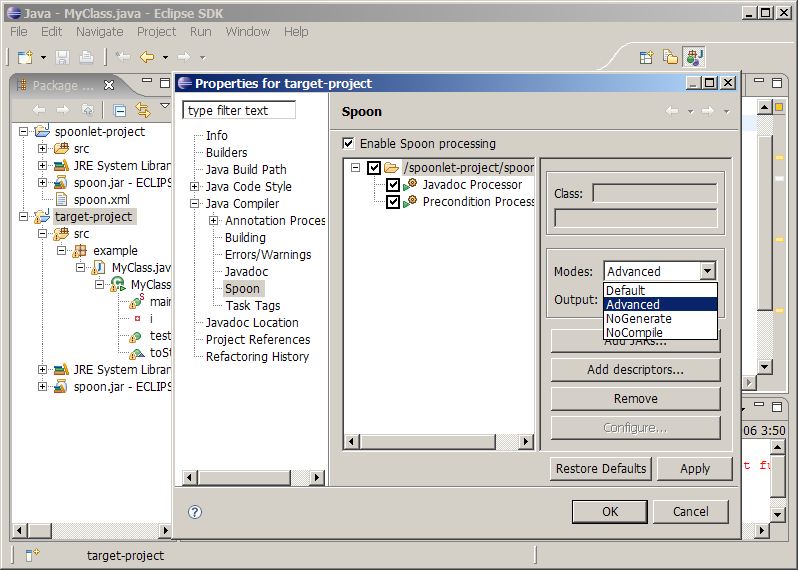 Java - MyClass.java - Eclipse SDK
File Edit Navigate Project Run Window Help
Package ...
spoonlet-project
src
JRE System Librar
spoon.jar - ECLIPS
spoon.xml
target-project
src
example
MyClass.java
MyClass
main
i
test
toSt
JRE System Librar
spoon.jar - ECLIPS
Properties for target-project
type filter text
Info
Builders
Java Build Path
Java Code Style
Java Compiler
Annotation Proces
Building
Errors/Warnings
Javadoc
Spoon
Task Tags
Javadoc Location
Project References
Refactoring History
Spoon
Enable Spoon processing
/spoonlet-project/spoon
Javadoc Processor
Precondition Process
Class:
Modes: Advanced
Default
Output: Advanced
NoGenerate
NoCompile
Add JARs...
Add descriptors...
Remove
Configure...
Restore Defaults Apply
OK Cancel
06 3:50
t fu
target-project